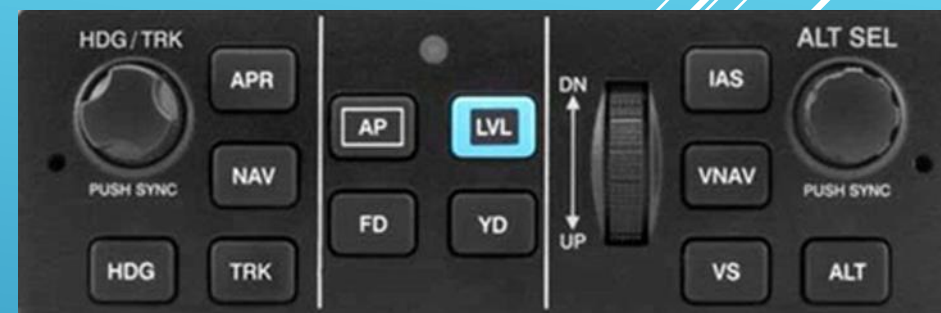 HDG/TRK
APR
PUSH SYNC
NAV
HDG
TRK
AP
LVL
FD
YD
DN
UP
IAS
VNAV
VS
ALT SEL
PUSH SYNC
ALT